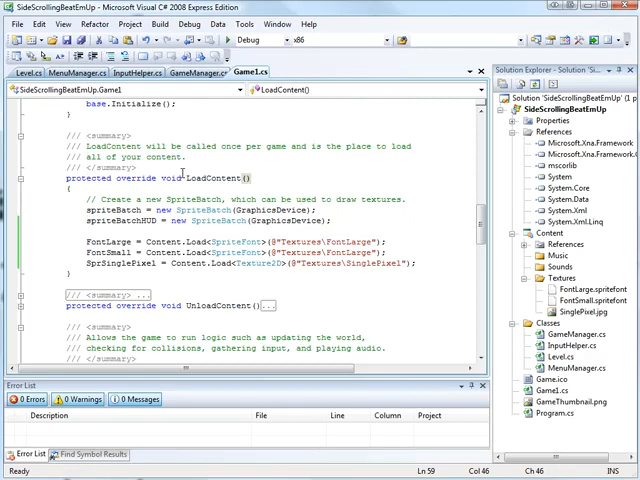 SideScrollingBeatEmUp - Microsoft Visual C# 2008 Express Edition
File Edit View Refactor Project Build Debug Data Tools Window Help
Debug x86
Level.cs MenuManager.cs InputHelper.cs GameManager.cs Game1.cs
SideScrollingBeatEmUp.Game1 LoadContent()
base.Initialize();
}
/// <summary>
/// LoadContent will be called once per game and is the place to load
/// all of your content.
/// </summary>
protected override void LoadContent()
{
// Create a new SpriteBatch, which can be used to draw textures.
spriteBatch = new SpriteBatch(GraphicsDevice);
spriteBatchHUD = new SpriteBatch(GraphicsDevice);
FontLarge = Content.Load<SpriteFont>(@"Textures\FontLarge");
FontSmall = Content.Load<SpriteFont>(@"Textures\FontSmall");
SprSinglePixel = Content.Load<Texture2D>(@"Textures\SinglePixel");
}
/// <summary> ...
protected override void UnloadContent()...
/// <summary>
/// Allows the game to run logic such as updating the world,
/// checking for collisions, gathering input, and playing audio.
/// </summary>
Solution Explorer - Solution 'SideScrollingBeatEmUp'
Solution 'SideScrollingBeatEmUp'
SideScrollingBeatEmUp
Properties
References
Microsoft.Xna.Framework
Microsoft.Xna.Framework
mscorlib
System
System.Core
System.Xml
System.Xml.Linq
Content
References
Music
Sounds
Textures
FontLarge.spritefont
FontSmall.spritefont
SinglePixel.jpg
Classes
GameManager.cs
InputHelper.cs
Level.cs
MenuManager.cs
Game.ico
Game1.cs
GameThumbnail.png
Program.cs
Error List
0 Errors 0 Warnings 0 Messages
Description File Line Column Project
Error List Find Symbol Results
Ready Ln 59 Col 46 Ch 46 INS